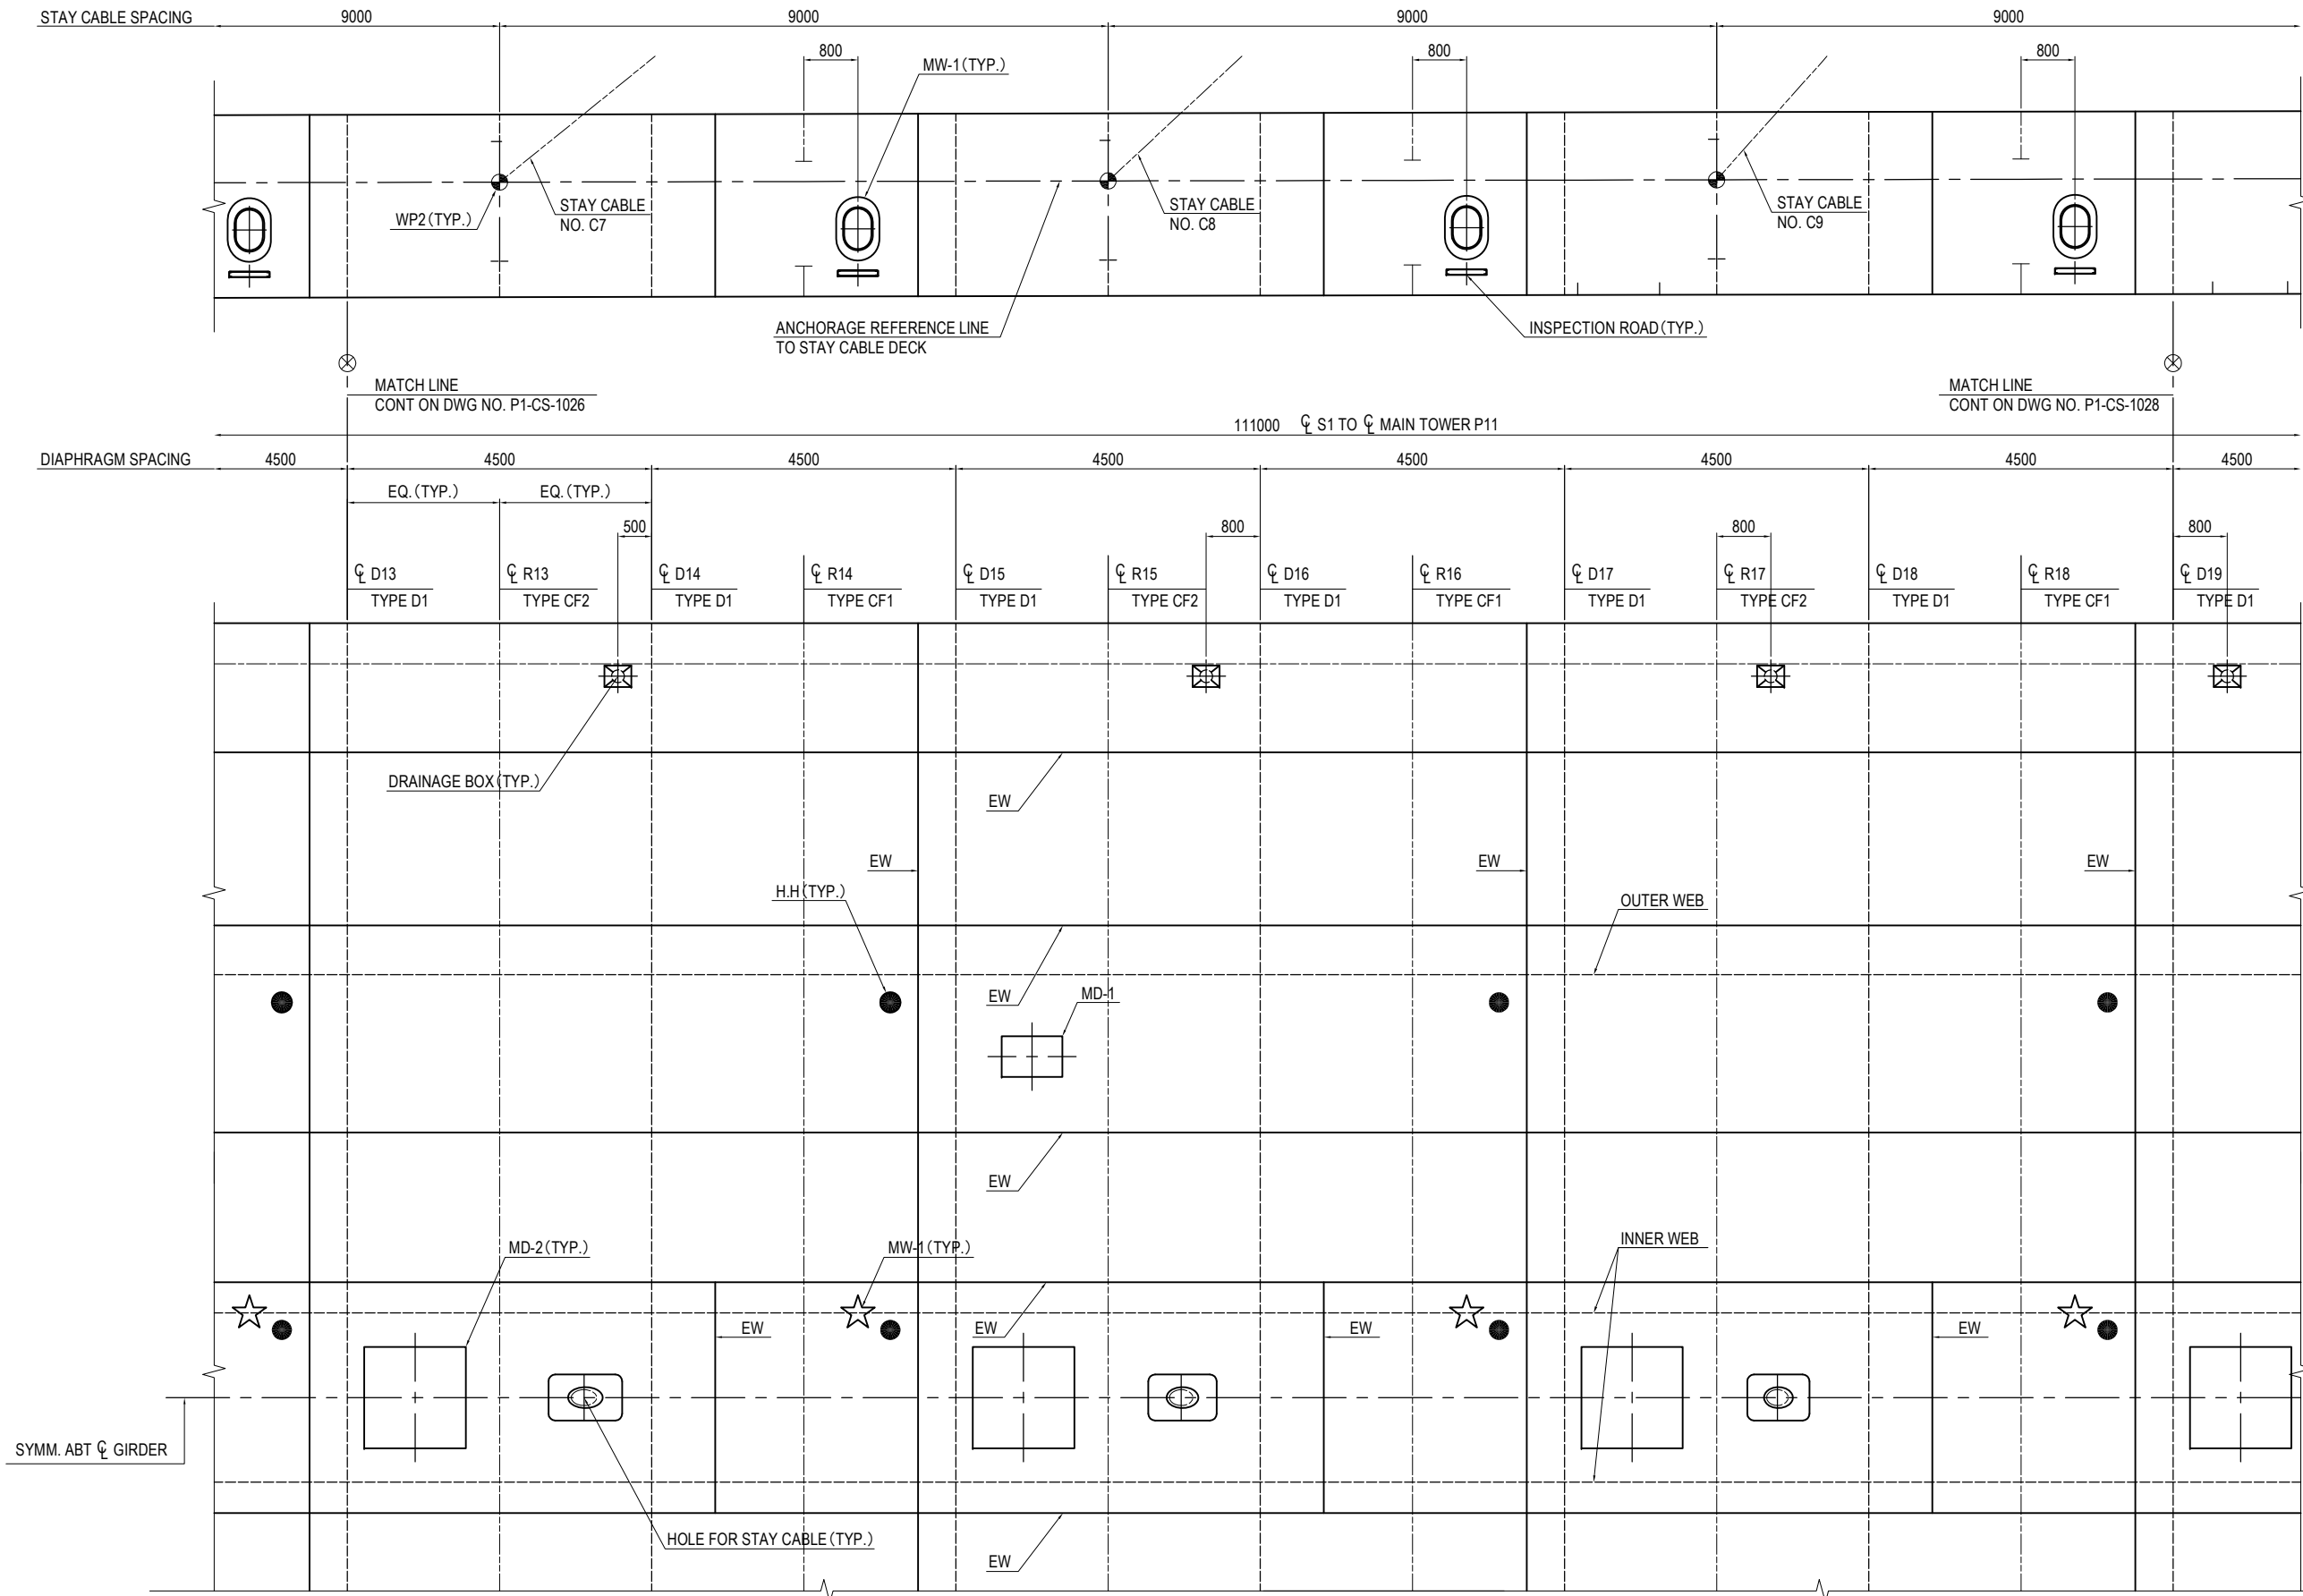 STAY CABLE SPACING
9000
9000
9000
9000
800
800
800
MW-1(TYP.)
WP2(TYP.)
STAY CABLE
NO. C7
STAY CABLE
NO. C8
STAY CABLE
NO. C9
ANCHORAGE REFERENCE LINE
TO STAY CABLE DECK
INSPECTION ROAD(TYP.)
MATCH LINE
CONT ON DWG NO. P1-CS-1026
MATCH LINE
CONT ON DWG NO. P1-CS-1028
111000 ℄ S1 TO ℄ MAIN TOWER P11
DIAPHRAGM SPACING
4500
4500
4500
4500
4500
4500
4500
4500
EQ.(TYP.)
EQ.(TYP.)
500
800
800
800
℄ D13
TYPE D1
℄ R13
TYPE CF2
℄ D14
TYPE D1
℄ R14
TYPE CF1
℄ D15
TYPE D1
℄ R15
TYPE CF2
℄ D16
TYPE D1
℄ R16
TYPE CF1
℄ D17
TYPE D1
℄ R17
TYPE CF2
℄ D18
TYPE D1
℄ R18
TYPE CF1
℄ D19
TYPE D1
DRAINAGE BOX(TYP.)
EW
EW
EW
EW
H.H(TYP.)
OUTER WEB
EW
MD-1
EW
MD-2(TYP.)
MW-1(TYP.)
INNER WEB
EW
EW
EW
EW
SYMM. ABT ℄ GIRDER
HOLE FOR STAY CABLE(TYP.)
EW